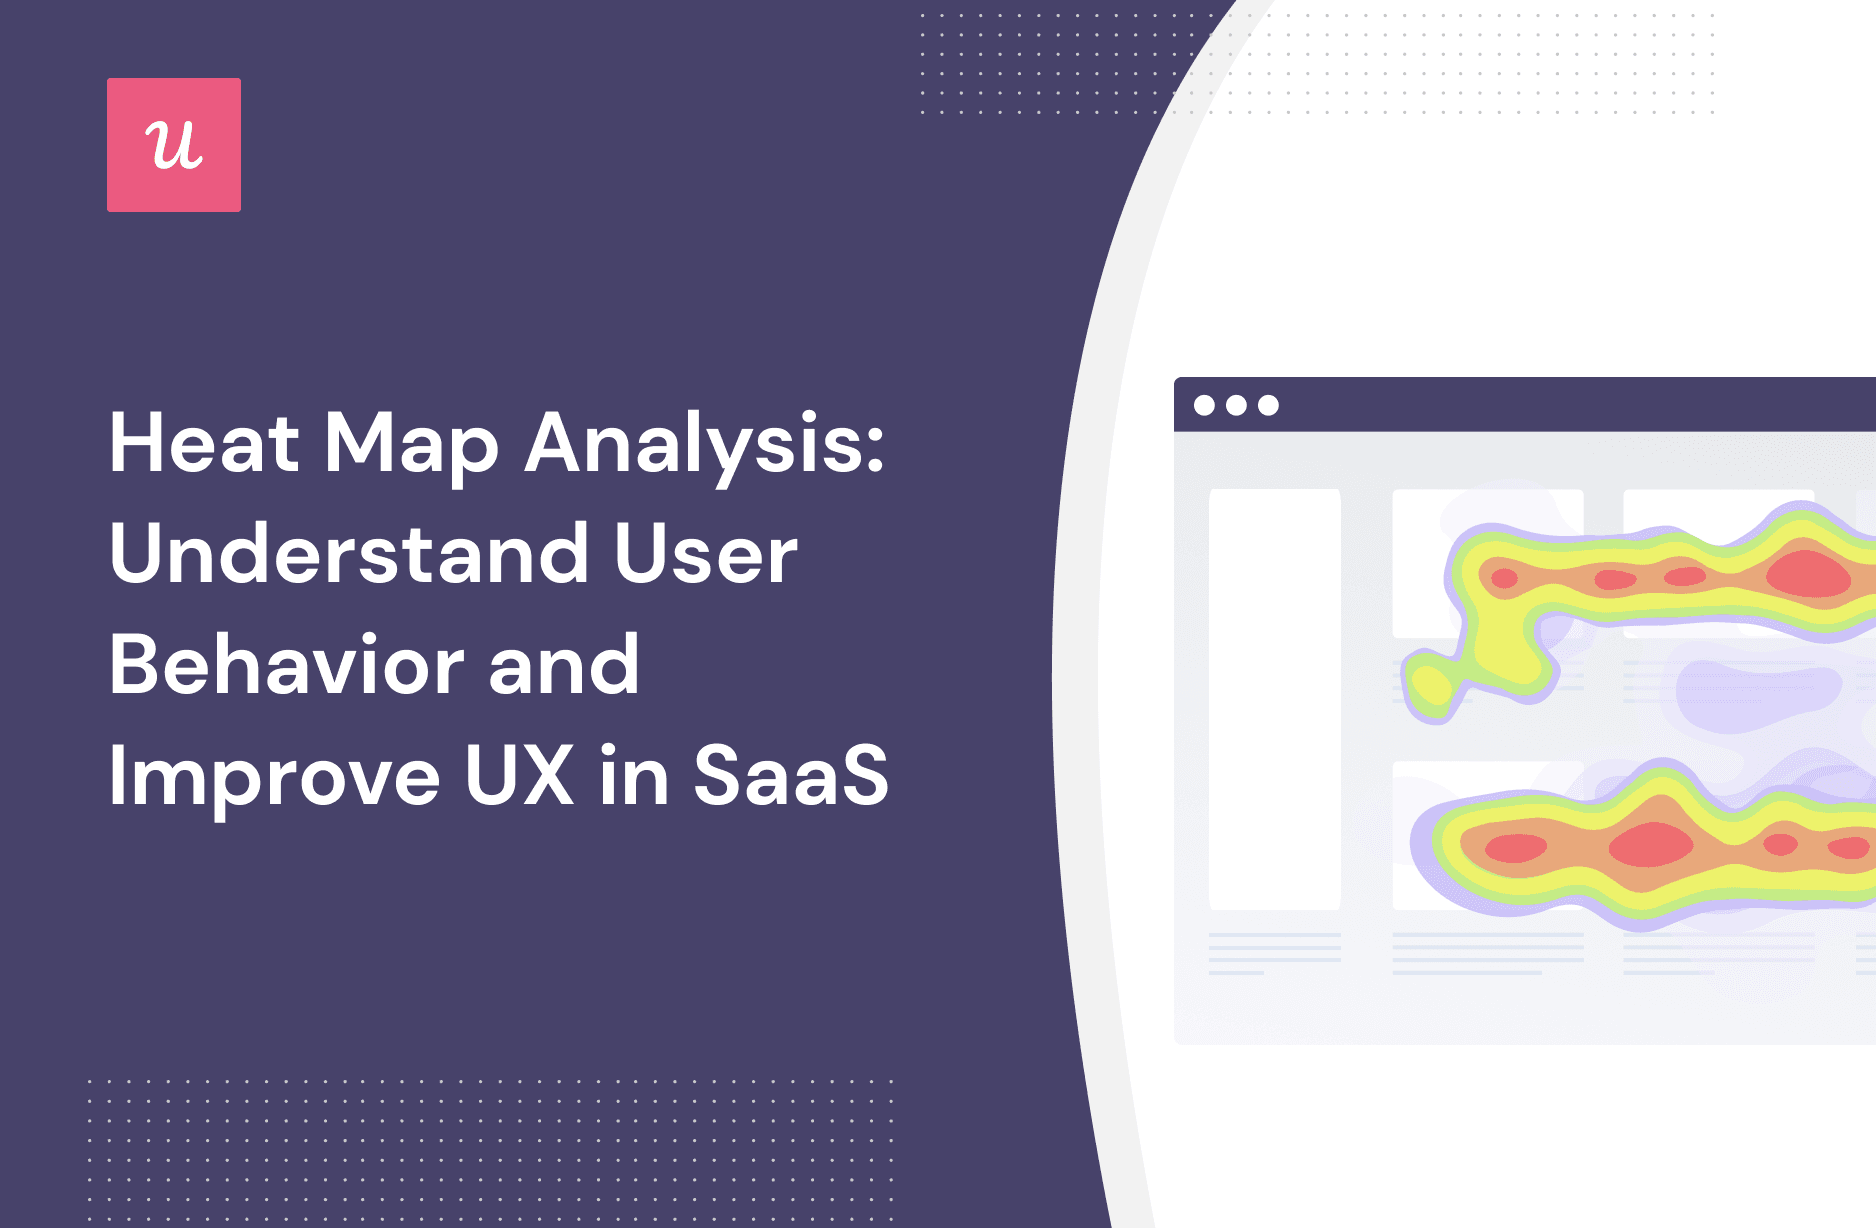 U
Heat Map Analysis:
Understand User
Behavior and
Improve UX in SaaS